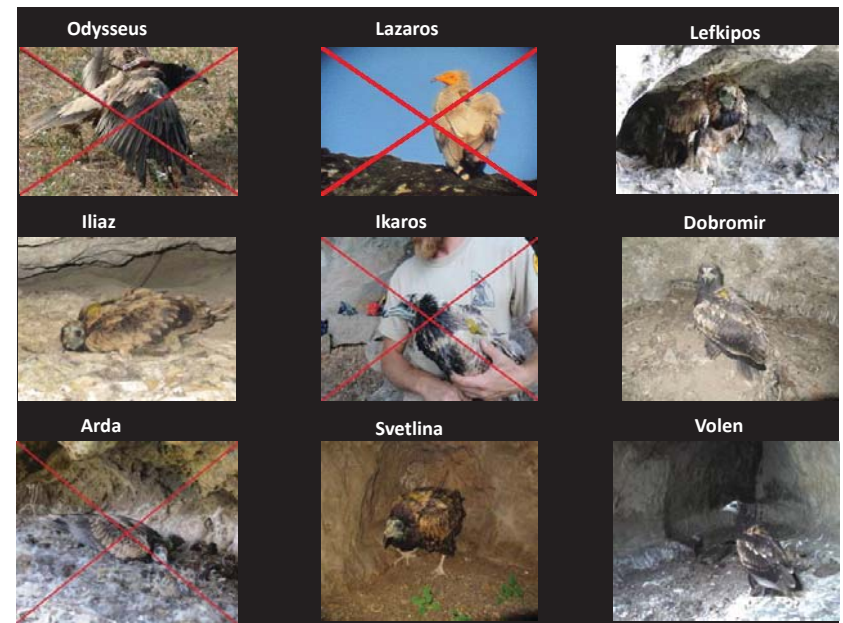 Odysseus
Lazaros
Lefkipos
Iliaz
Ikaros
Dobromir
Arda
Svetlina
Volen